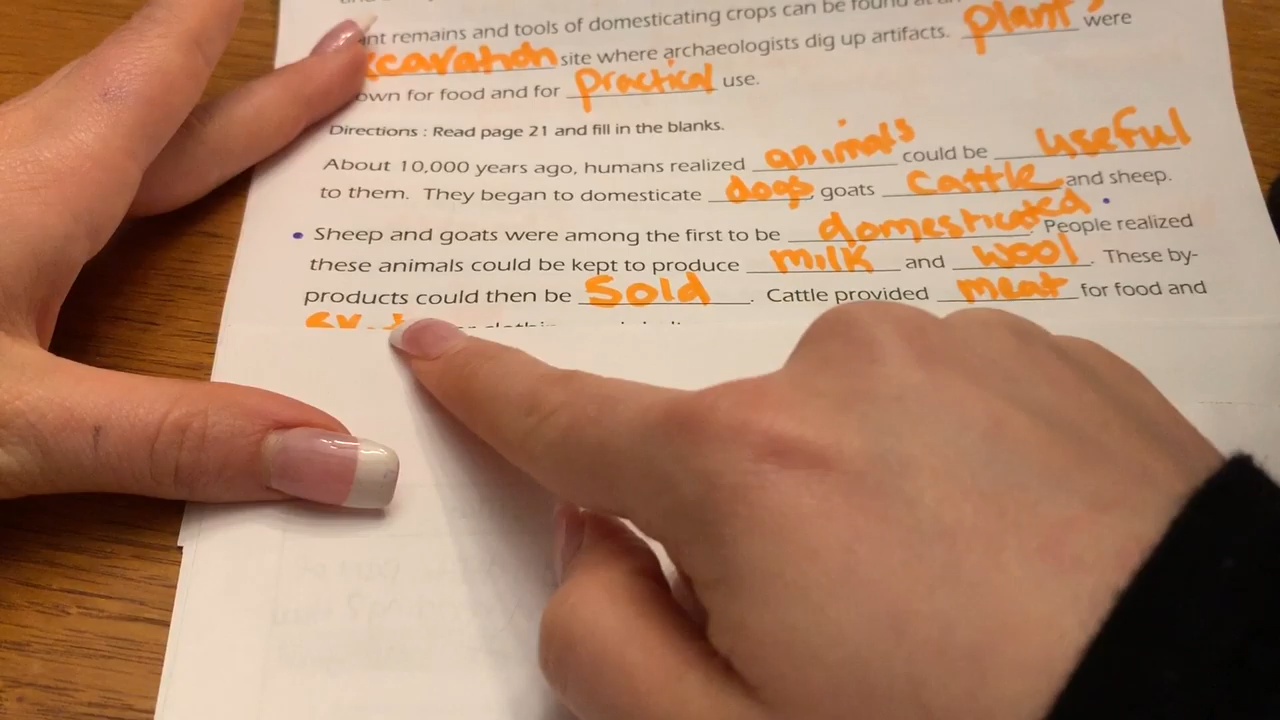 remains and tools of domesticating crops can be found at
site where archaeologists dig up artifacts. plant were
for food and for practical use.
Directions : Read page 21 and fill in the blanks.
About 10,000 years ago, humans realized animals could be useful
to them. They began to domesticate dogs goats cattle and sheep.
• Sheep and goats were among the first to be domesticated. People realized
these animals could be kept to produce milk and wool. These by-
products could then be Sold. Cattle provided meat for food and